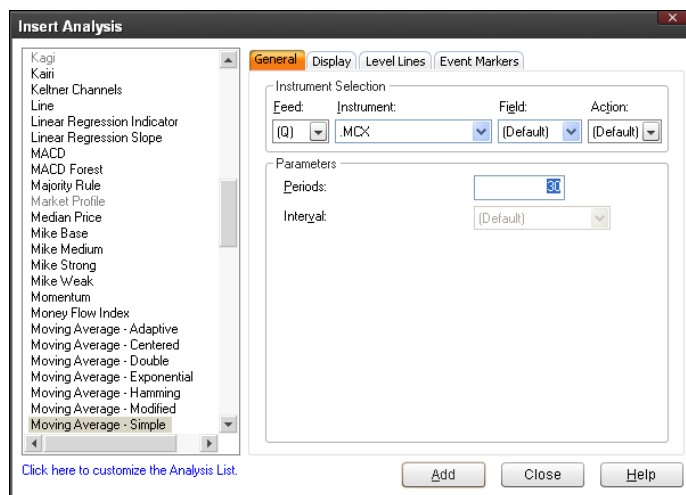 Insert Analysis
Kagi
Kairi
Keltner Channels
Line
Linear Regression Indicator
Linear Regression Slope
MACD
MACD Forest
Majority Rule
Market Profile
Median Price
Mike Base
Mike Medium
Mike Strong
Mike Weak
Momentum
Money Flow Index
Moving Average - Adaptive
Moving Average - Centered
Moving Average - Double
Moving Average - Exponential
Moving Average - Hamming
Moving Average - Modified
Moving Average - Simple
Click here to customize the Analysis List.
General Display Level Lines Event Markers
Instrument Selection
Feed: Instrument: Field: Action:
(Q) .MCX (Default) (Default)
Parameters
Periods: 30
Interval: (Default)
Add Close Help